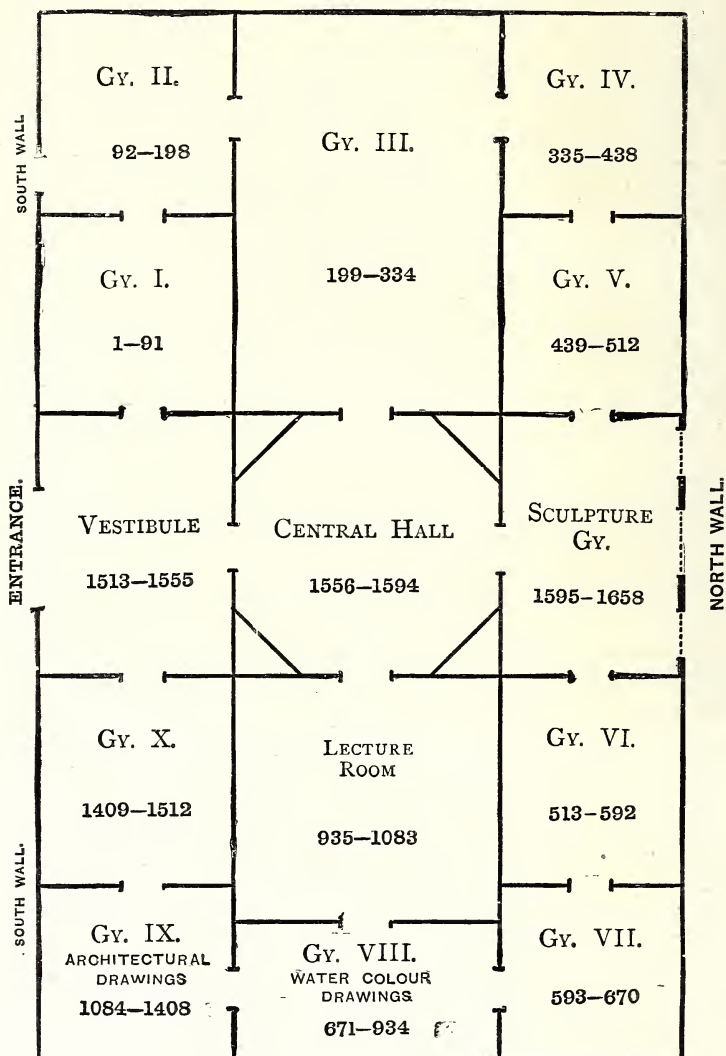 Gy. II.
92–198
Gy. III.
199–334
Gy. IV.
335–438
SOUTH WALL
Gy. I.
1–91
Gy. V.
439–512
ENTRANCE.
VESTIBULE
1513–1555
CENTRAL HALL
1556–1594
SCULPTURE
GY.
1595-1658
NORTH WALL.
Gy. X.
1409–1512
LECTURE
ROOM
935–1083
Gy. VI.
513–592
SOUTH WALL.
Gy. IX.
ARCHITECTURAL
DRAWINGS
1084–1408
Gy. VIII.
WATER COLOUR
DRAWINGS
671–934
Gy. VII.
593–670